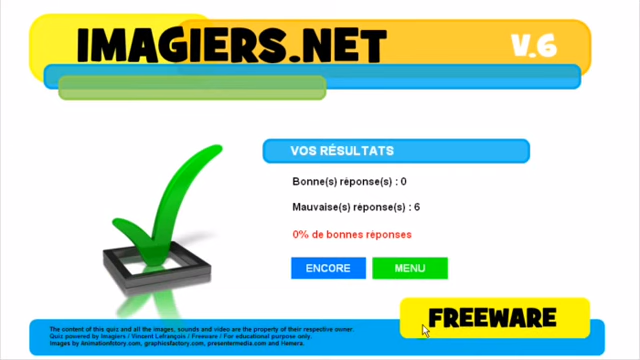 IMAGIERS.NET
V.6
VOS RÉSULTATS
Bonne(s) réponse(s) : 0
Mauvaise(s) réponse(s) : 6
0% de bonnes réponses
ENCORE
MENU
FREEWARE
The content of this quiz and all the images, sounds and video are the property of their respective owner.
Quiz powered by Imagiers / Vincent Lefrançois / Freeware / For educational purpose only.
Images by Animationfctory.com, graphicsfactory.com, presentermedia.com and Hemera.